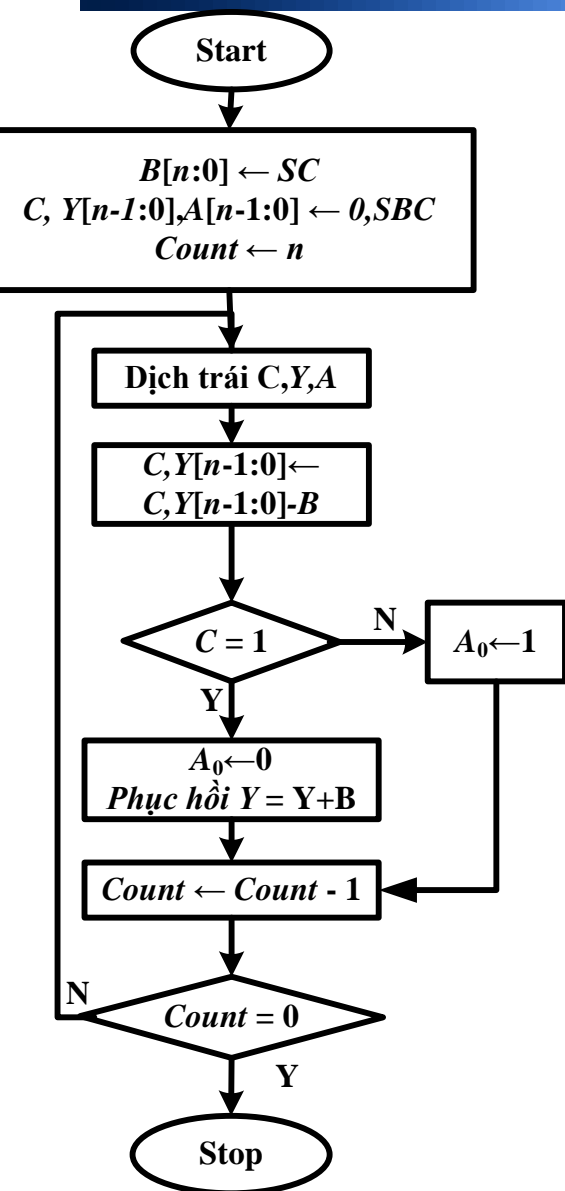 Start
B[n:0] ← SC
C, Y[n-1:0],A[n-1:0] ← 0,SBC
Count ← n
Dịch trái C,Y,A
C,Y[n-1:0]←
C,Y[n-1:0]-B
C = 1
N
A₀←1
Y
A₀←0
Phục hồi Y = Y+B
Count ← Count - 1
N
Count = 0
Y
Stop